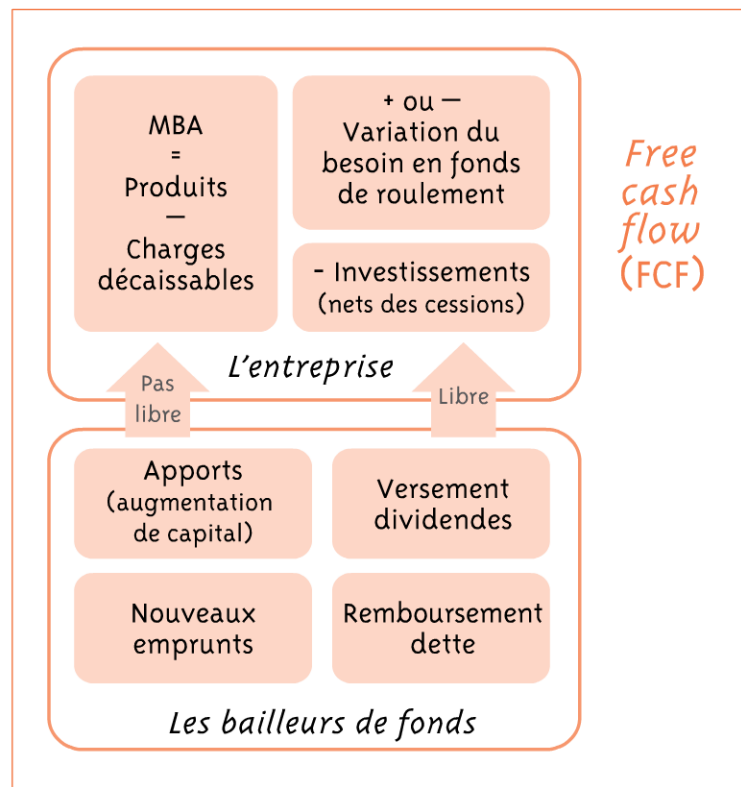 MBA
=
Produits
—
Charges
décaissables
+ ou —
Variation du
besoin en fonds
de roulement
- Investissements
(nets des cessions)
L'entreprise
Free
cash
flow
(FCF)
Pas
libre
Libre
Apports
(augmentation
de capital)
Versement
dividendes
Nouveaux
emprunts
Remboursement
dette
Les bailleurs de fonds